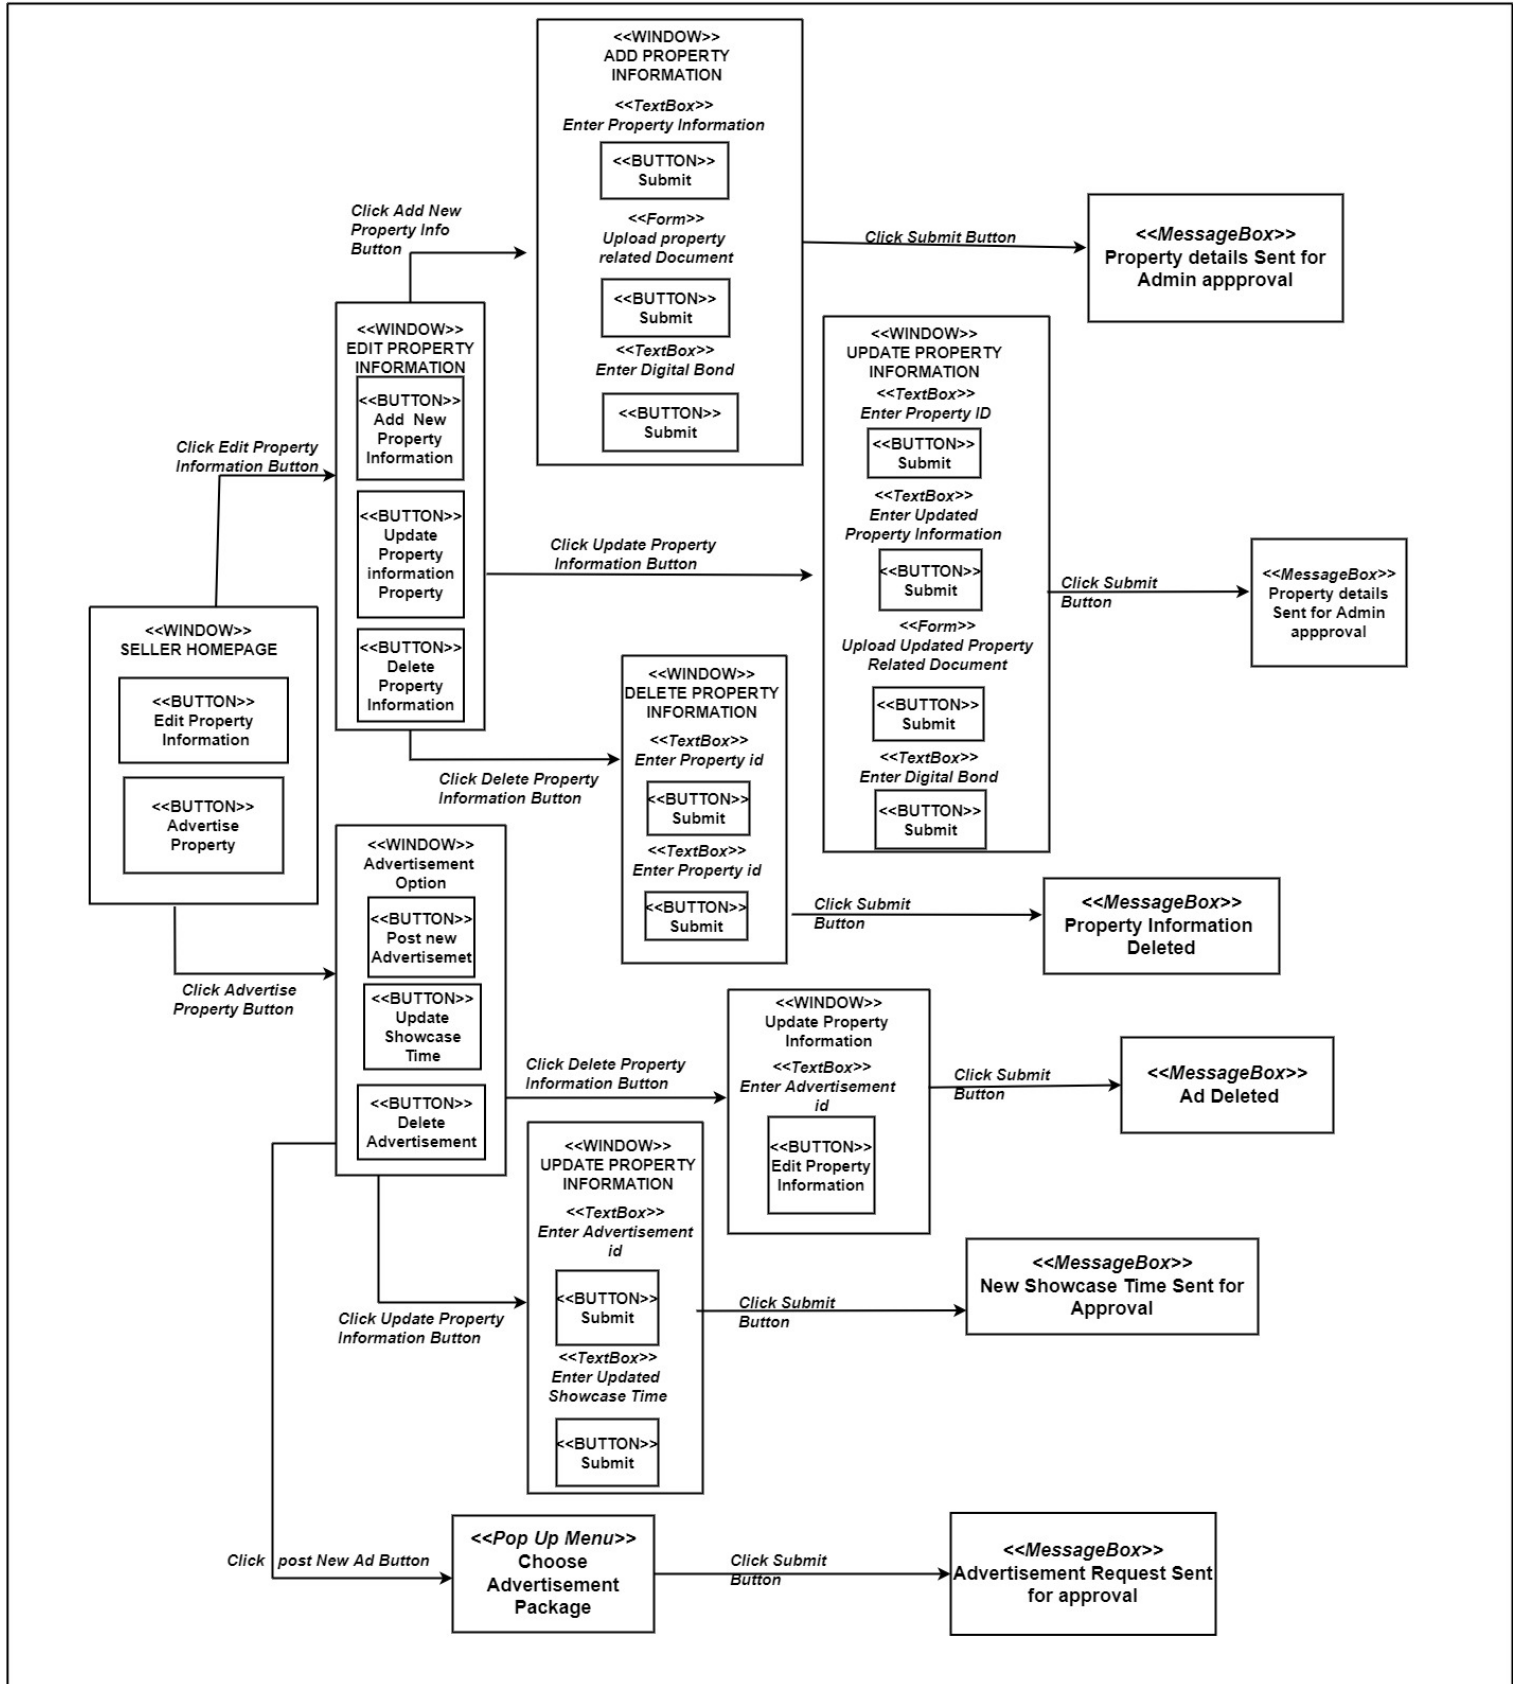 <<WINDOW>>
ADD PROPERTY
INFORMATION
<<TextBox>>
Enter Property Information
<<BUTTON>>
Submit
<<Form>>
Upload property
related Document
<<BUTTON>>
Submit
<<TextBox>>
Enter Digital Bond
<<BUTTON>>
Submit
Click Add New
Property Info
Button
Click Submit Button
<<MessageBox>>
Property details Sent for
Admin appproval
<<WINDOW>>
EDIT PROPERTY
INFORMATION
<<BUTTON>>
Add New
Property
Information
<<BUTTON>>
Update
Property
information
Property
<<BUTTON>>
Delete
Property
Information
Click Edit Property
Information Button
Click Update Property
Information Button
<<WINDOW>>
UPDATE PROPERTY
INFORMATION
<<TextBox>>
Enter Property ID
<<BUTTON>>
Submit
<<TextBox>>
Enter Updated
Property Information
<<BUTTON>>
Submit
<<Form>>
Upload Updated Property
Related Document
<<BUTTON>>
Submit
<<TextBox>>
Enter Digital Bond
<<BUTTON>>
Submit
Click Submit
Button
<<MessageBox>>
Property details
Sent for Admin
appproval
<<WINDOW>>
SELLER HOMEPAGE
<<BUTTON>>
Edit Property
Information
<<BUTTON>>
Advertise
Property
Click Delete Property
Information Button
<<WINDOW>>
DELETE PROPERTY
INFORMATION
<<TextBox>>
Enter Property id
<<BUTTON>>
Submit
<<TextBox>>
Enter Property id
<<BUTTON>>
Submit
Click Submit
Button
<<MessageBox>>
Property Information
Deleted
Click Advertise
Property Button
<<WINDOW>>
Advertisement
Option
<<BUTTON>>
Post new
Advertisemet
<<BUTTON>>
Update
Showcase
Time
<<BUTTON>>
Delete
Advertisement
Click Delete Property
Information Button
<<WINDOW>>
Update Property
Information
<<TextBox>>
Enter Advertisement
id
<<BUTTON>>
Edit Property
Information
Click Submit
Button
<<MessageBox>>
Ad Deleted
Click Update Property
Information Button
<<WINDOW>>
UPDATE PROPERTY
INFORMATION
<<TextBox>>
Enter Advertisement
id
<<BUTTON>>
Submit
<<TextBox>>
Enter Updated
Showcase Time
<<BUTTON>>
Submit
Click Submit
Button
<<MessageBox>>
New Showcase Time Sent for
Approval
Click post New Ad Button
<<Pop Up Menu>>
Choose
Advertisement
Package
Click Submit
Button
<<MessageBox>>
Advertisement Request Sent
for approval